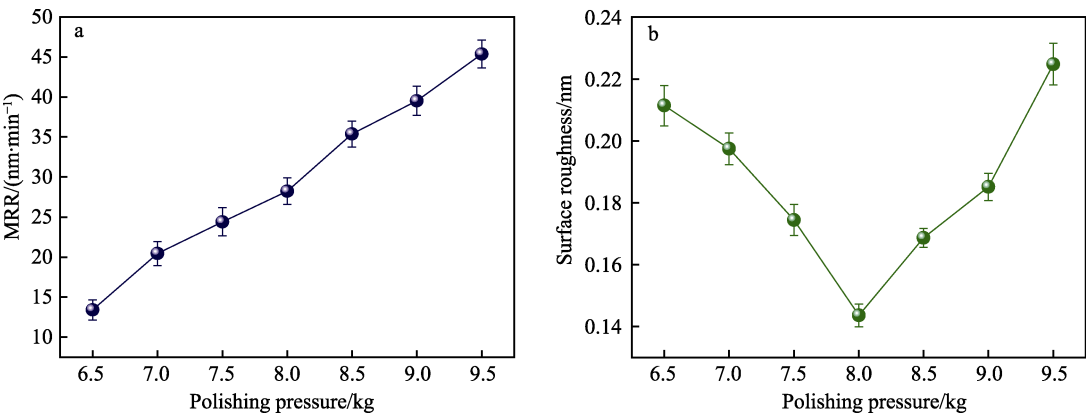 a
MRR/(nm·min⁻¹)
50
45
40
35
30
25
20
15
10
6.5 7.0 7.5 8.0 8.5 9.0 9.5
Polishing pressure/kg
b
Surface roughness/nm
0.24
0.22
0.20
0.18
0.16
0.14
6.5 7.0 7.5 8.0 8.5 9.0 9.5
Polishing pressure/kg